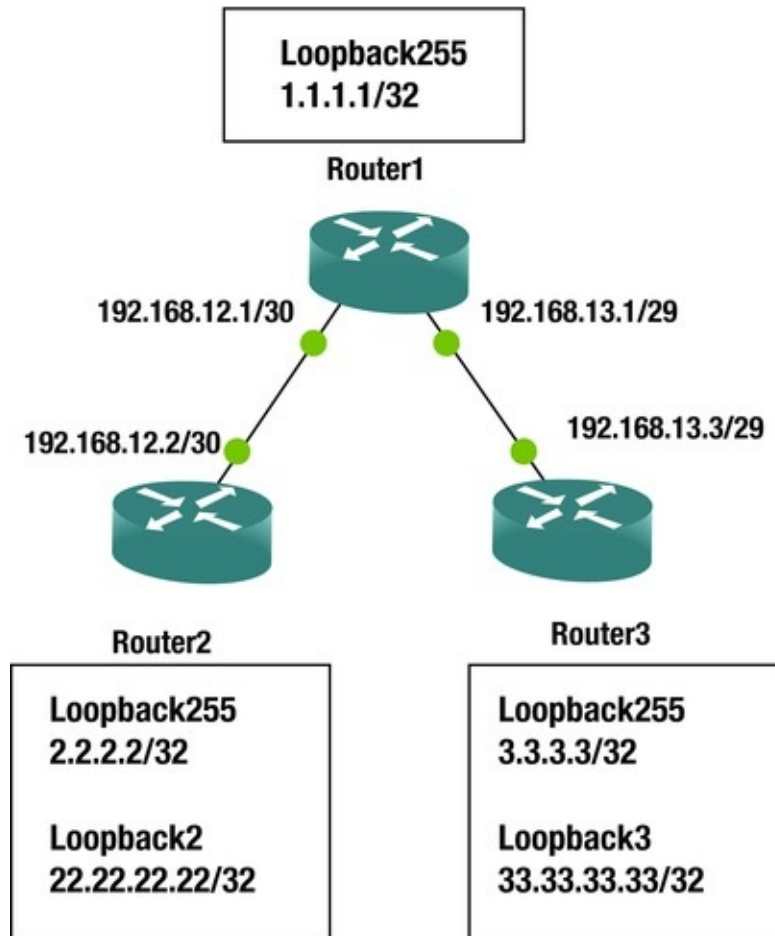 Loopback255
1.1.1.1/32
Router1
192.168.12.1/30
192.168.13.1/29
192.168.12.2/30
192.168.13.3/29
Router2
Router3
Loopback255
2.2.2.2/32
Loopback2
22.22.22.22/32
Loopback255
3.3.3.3/32
Loopback3
33.33.33.33/32